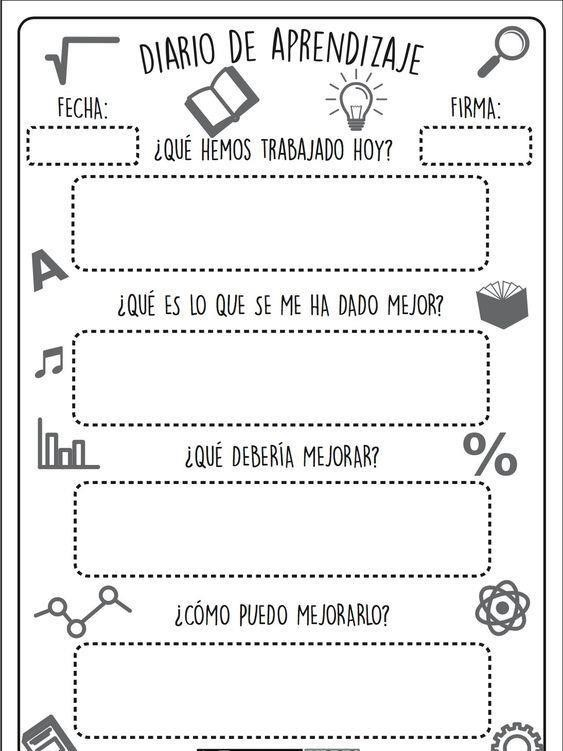 DIARIO DE APRENDIZAJE
FECHA:
FIRMA:
¿QUÉ HEMOS TRABAJADO HOY?
A
¿QUÉ ES LO QUE SE ME HA DADO MEJOR?
¿QUÉ DEBERÍA MEJORAR?
%
¿CÓMO PUEDO MEJORARLO?